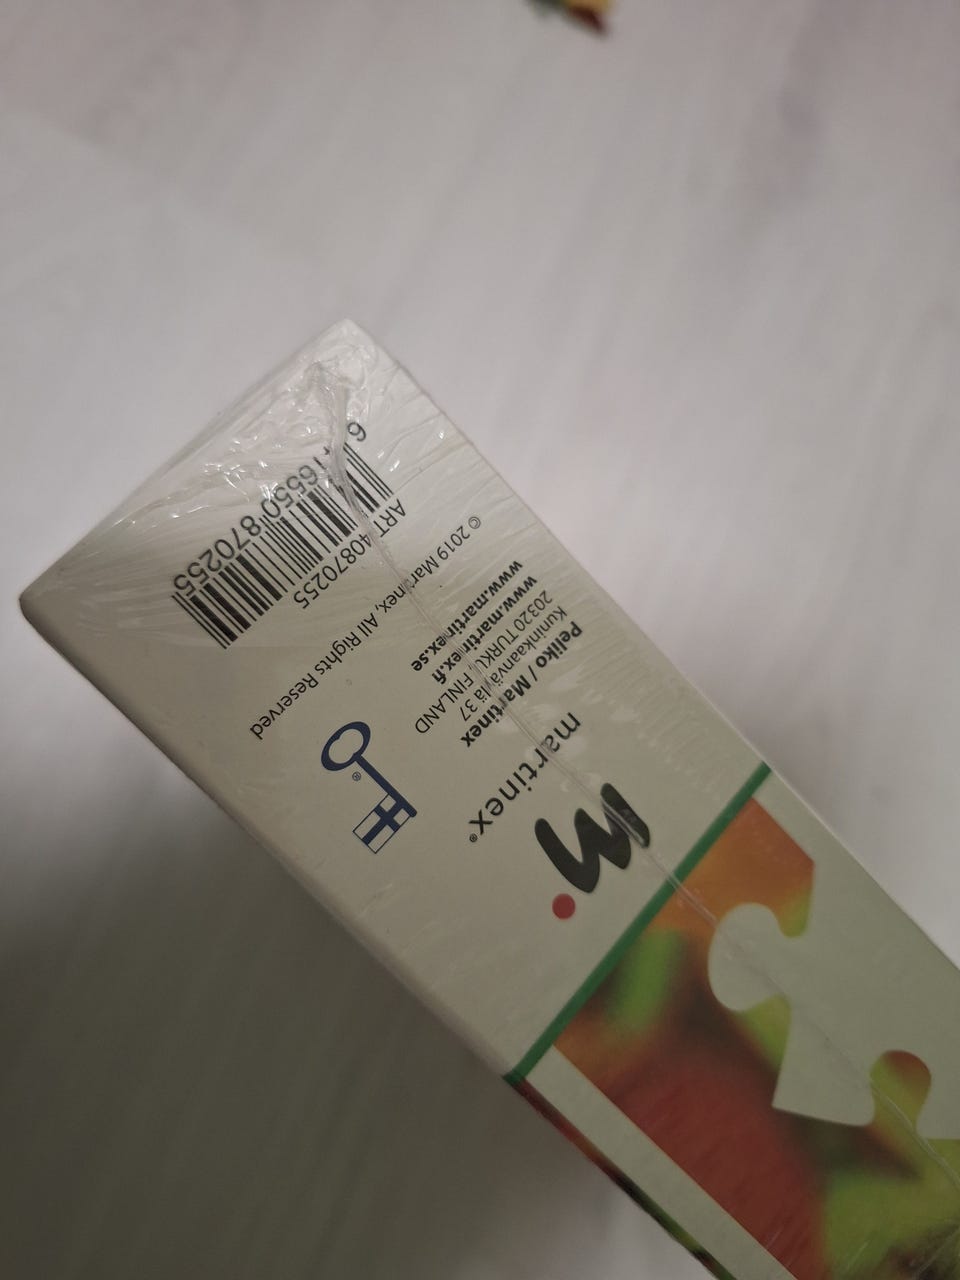 martinex®
Peliko / Martinex
Kuninkaanväylä 37
20320 TURKU, FINLAND
www.martinex.fi
www.martinex.se
®
© 2019 Martinex, All Rights Reserved
ART. 40870255
6 416550 870255